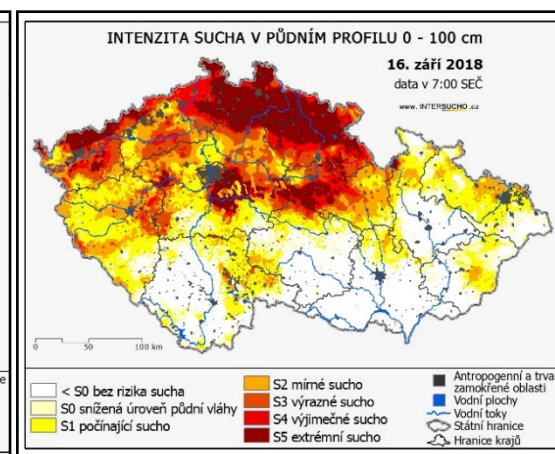 INTENZITA SUCHA V PŮDNÍM PROFILU 0 - 100 cm
16. září 2018
data v 7:00 SEČ
www. INTERSUCHO .cz
0 50 100 km
e
< S0 bez rizika sucha
S0 snížená úroveň půdní vláhy
S1 počínající sucho
S2 mírné sucho
S3 výrazné sucho
S4 výjimečné sucho
S5 extrémní sucho
Antropogenní a trva
zamokřené oblasti
Vodní plochy
Vodní toky
Státní hranice
Hranice krajů